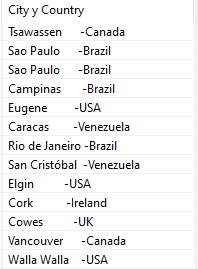 City y Country
Tsawassen -Canada
Sao Paulo -Brazil
Sao Paulo -Brazil
Campinas -Brazil
Eugene -USA
Caracas -Venezuela
Rio de Janeiro -Brazil
San Cristóbal -Venezuela
Elgin -USA
Cork -Ireland
Cowes -UK
Vancouver -Canada
Walla Walla -USA